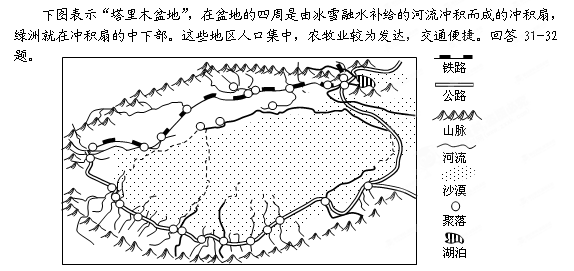 下图表示“塔里木盆地”，在盆地的四周是由冰雪融水补给的河流冲积而成的冲积扇，
绿洲就在冲积扇的中下部。这些地区人口集中，农牧业较为发达，交通便捷。回答 31-32
题。
铁路
公路
山脉
河流
沙漠
聚落
湖泊